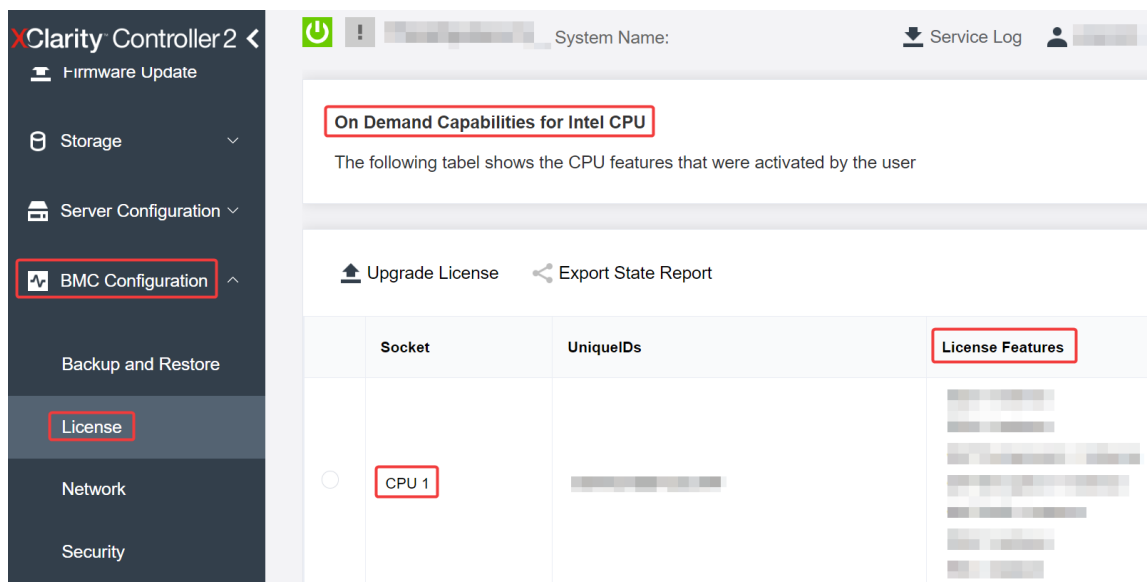 XClarity Controller 2
Firmware Update
Storage
Server Configuration
BMC Configuration
Backup and Restore
License
Network
Security
System Name:
Service Log
On Demand Capabilities for Intel CPU
The following tabel shows the CPU features that were activated by the user
Upgrade License
Export State Report
Socket
UniqueIDs
License Features
CPU 1